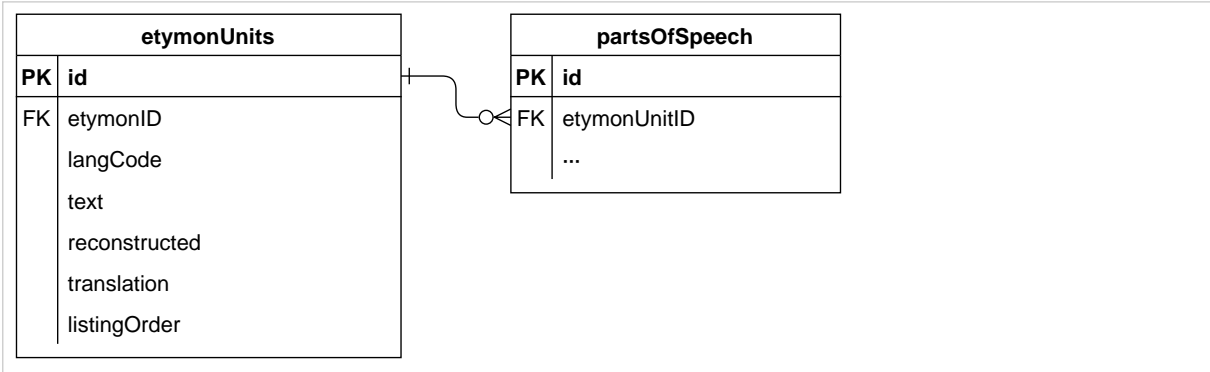 etymonUnits
PK id
FK etymonID
langCode
text
reconstructed
translation
listingOrder
partsOfSpeech
PK id
FK etymonUnitID
...